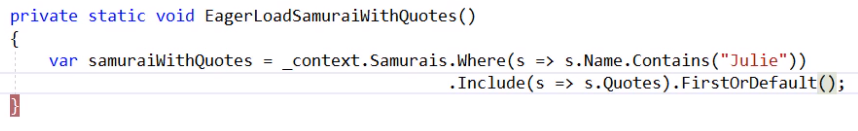 private static void EagerLoadSamuraiWithQuotes()
{
    var samuraiWithQuotes = _context.Samurais.Where(s => s.Name.Contains("Julie"))
                                             .Include(s => s.Quotes).FirstOrDefault();
}